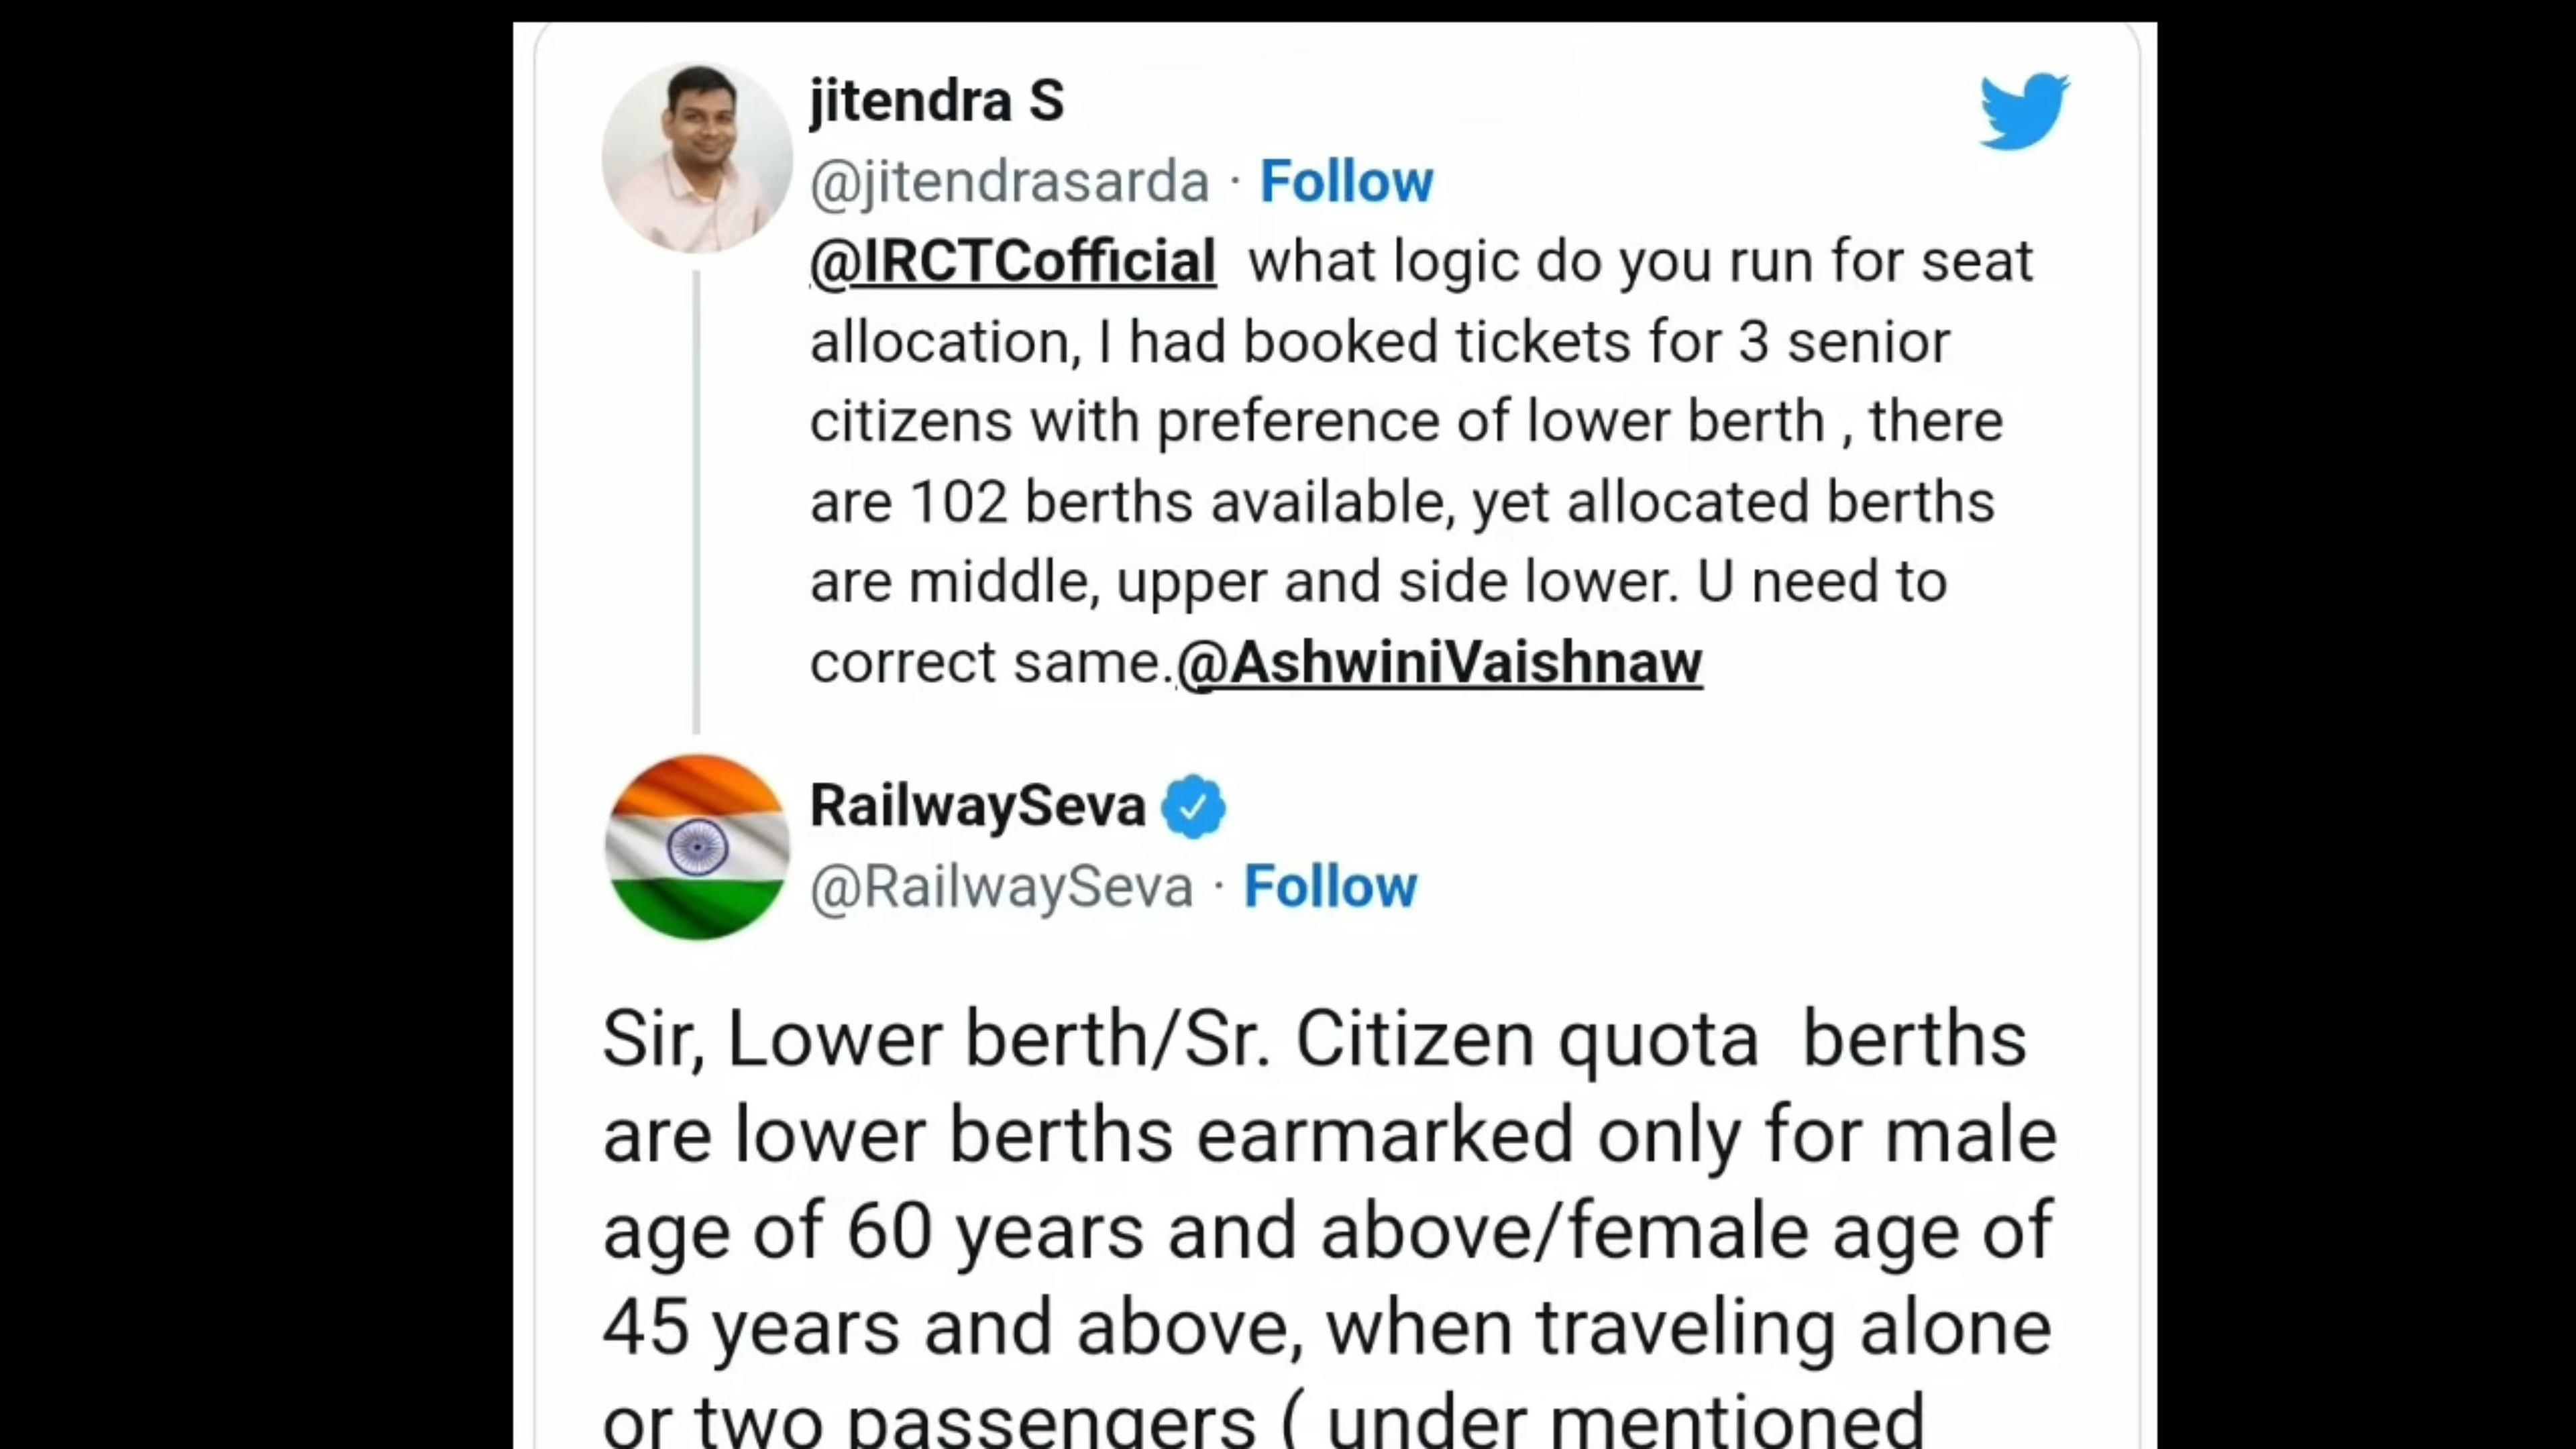 jitendra S
@jitendrasarda · Follow
@IRCTCofficial what logic do you run for seat
allocation, I had booked tickets for 3 senior
citizens with preference of lower berth , there
are 102 berths available, yet allocated berths
are middle, upper and side lower. U need to
correct same.@AshwiniVaishnaw
RailwaySeva
@RailwaySeva · Follow
Sir, Lower berth/Sr. Citizen quota berths
are lower berths earmarked only for male
age of 60 years and above/female age of
45 years and above, when traveling alone
or two passengers ( under mentioned